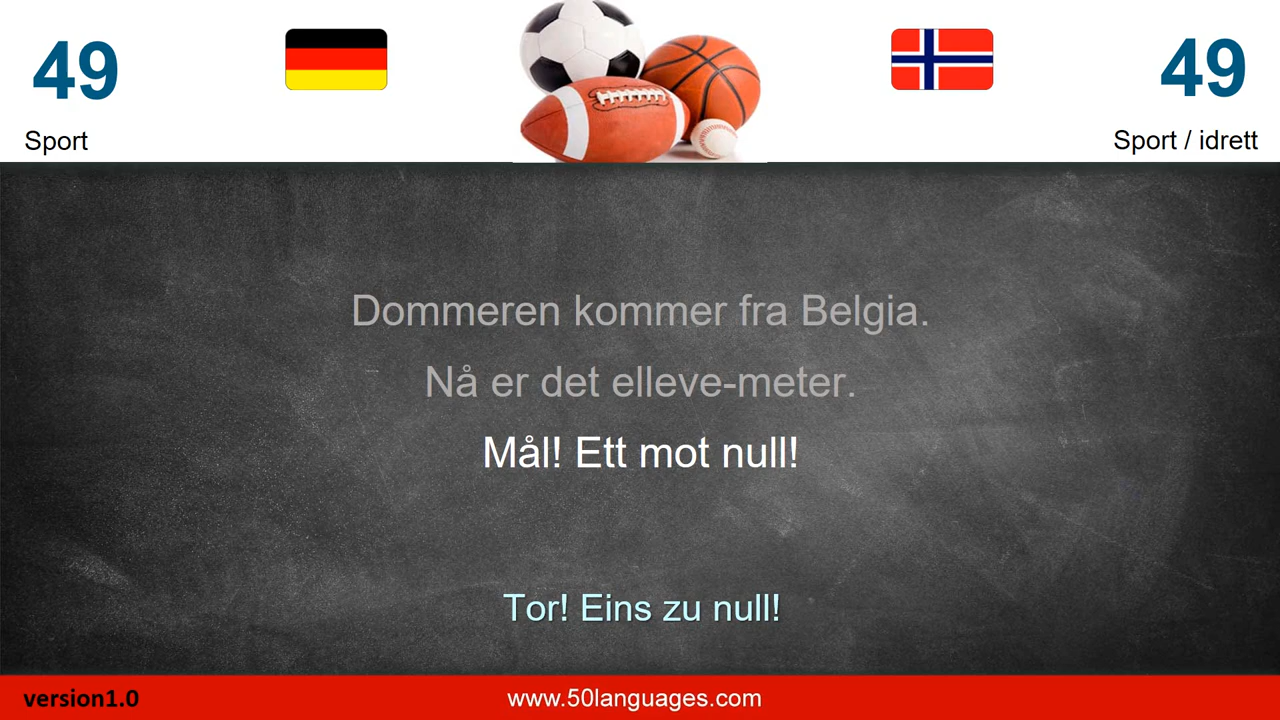 49
49
Sport
Sport / idrett
Dommeren kommer fra Belgia.
Nå er det elleve-meter.
Mål! Ett mot null!
Tor! Eins zu null!
version1.0
www.50languages.com